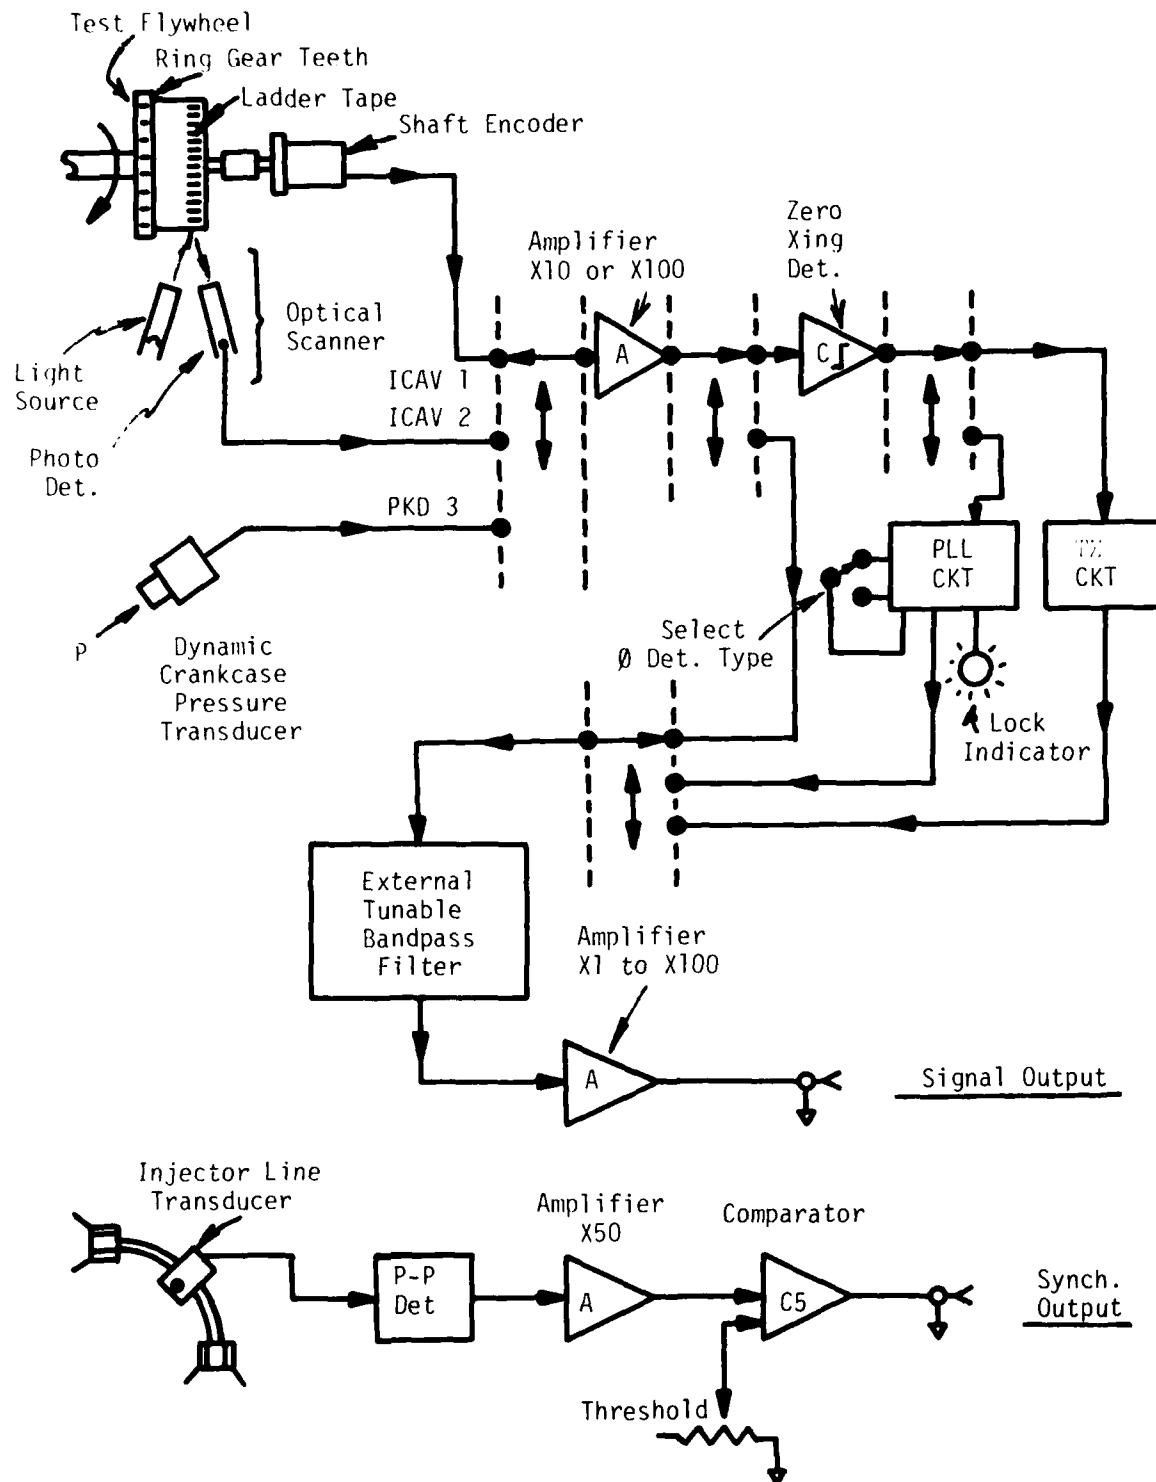 Test Flywheel
Ring Gear Teeth
Ladder Tape
Shaft Encoder
Zero
Xing
Det.
Amplifier
X10 or X100
Optical
Scanner
Light
Source
ICAV 1
ICAV 2
Photo
Det.
PKD 3
A
C
PLL
CKT
CKT
P
Dynamic
Crankcase
Pressure
Transducer
Select
Ø Det. Type
Lock
Indicator
External
Tunable
Bandpass
Filter
Amplifier
X1 to X100
A
Signal Output
Injector Line
Transducer
Amplifier
X50
Comparator
P-P
Det
A
C5
Synch.
Output
Threshold